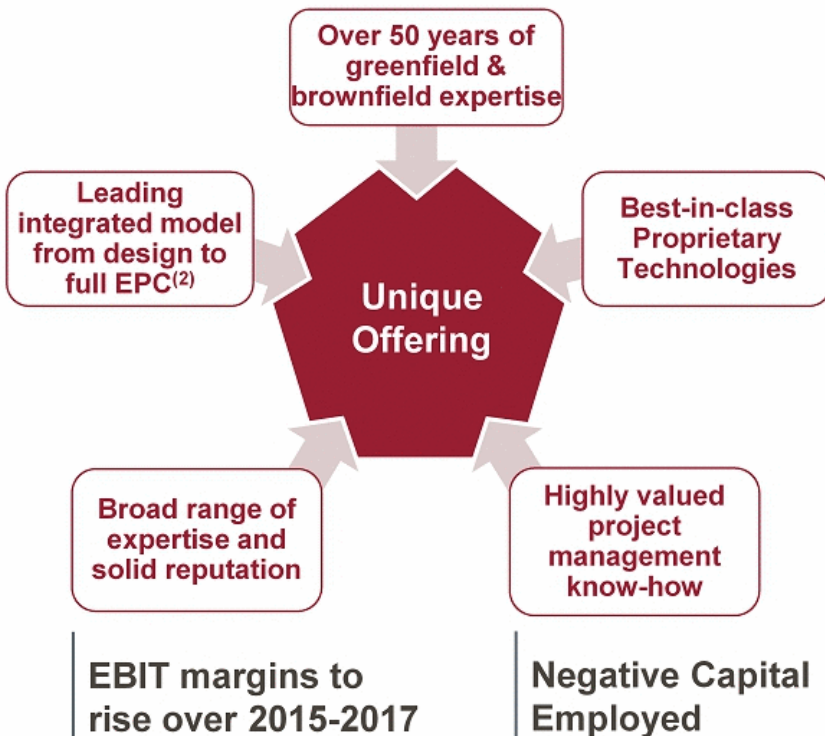 Over 50 years of
greenfield &
brownfield expertise
Leading
integrated model
from design to
full EPC(2)
Best-in-class
Proprietary
Technologies
Unique
Offering
Broad range of
expertise and
solid reputation
Highly valued
project
management
know-how
EBIT margins to
rise over 2015-2017
Negative Capital
Employed